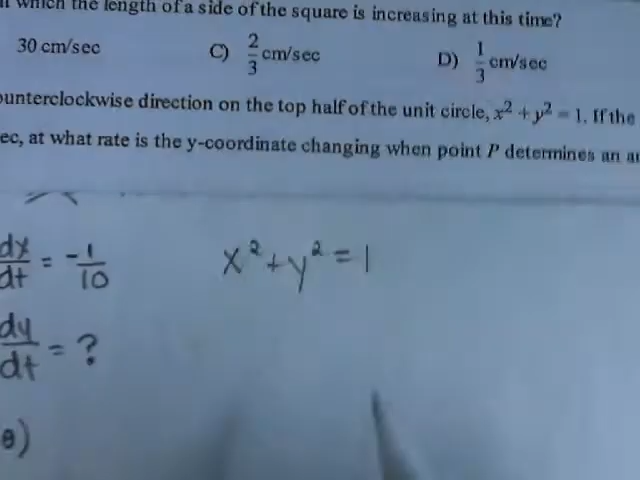 which the length of a side of the square is increasing at this time?
30 cm/sec C) 2/3 cm/sec D) 1/3 cm/sec
ounterclockwise direction on the top half of the unit circle, x² + y² = 1. If the
ec, at what rate is the y-coordinate changing when point P determines an
dx/dt = -1/10 x² + y² = 1
dy/dt = ?
θ)